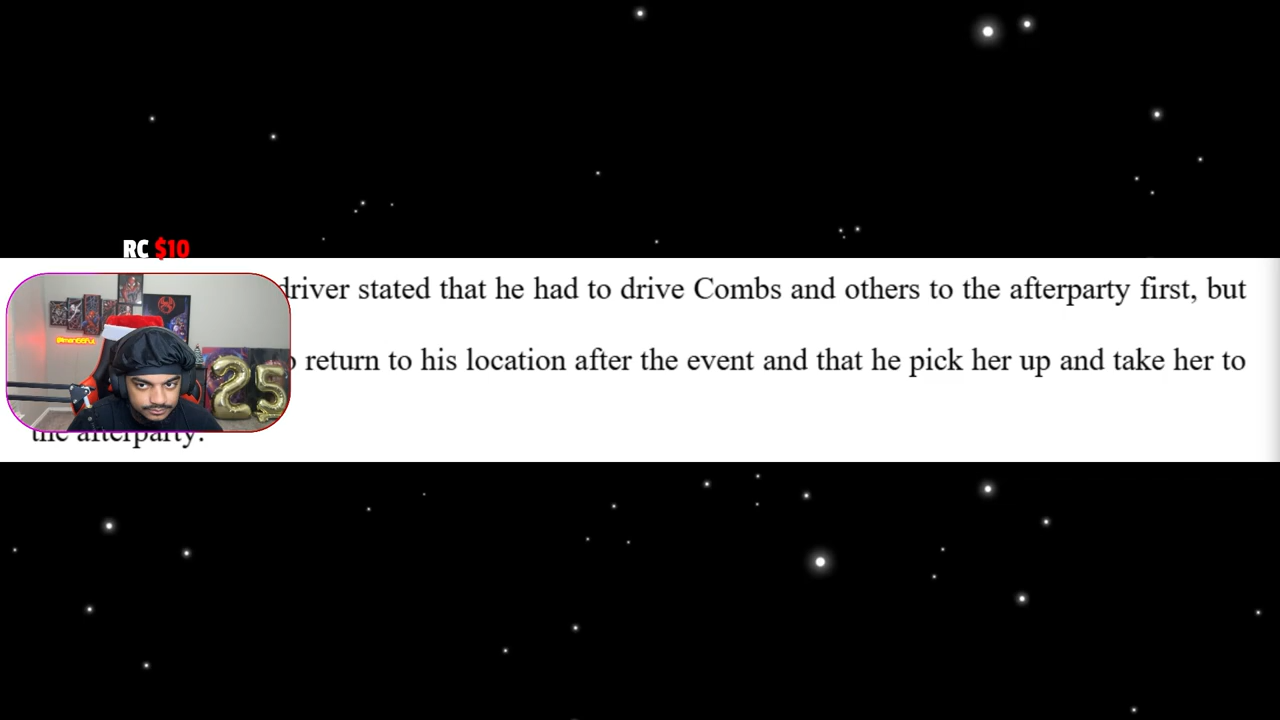 RC $10
driver stated that he had to drive Combs and others to the afterparty first, but
return to his location after the event and that he pick her up and take her to
the afterparty.
25